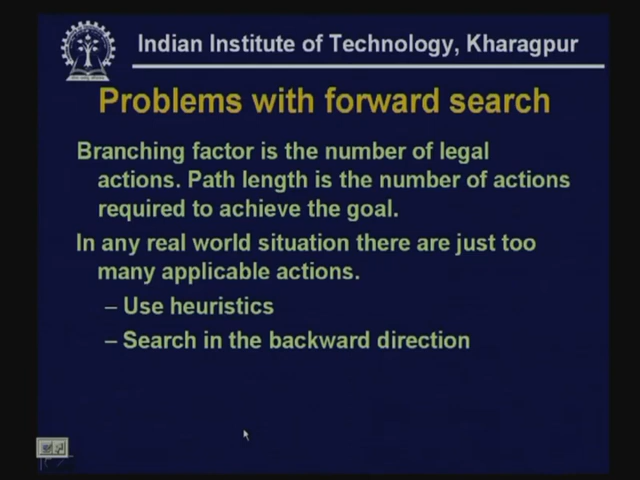 Indian Institute of Technology, Kharagpur
Problems with forward search
Branching factor is the number of legal
actions. Path length is the number of actions
required to achieve the goal.
In any real world situation there are just too
many applicable actions.
– Use heuristics
– Search in the backward direction